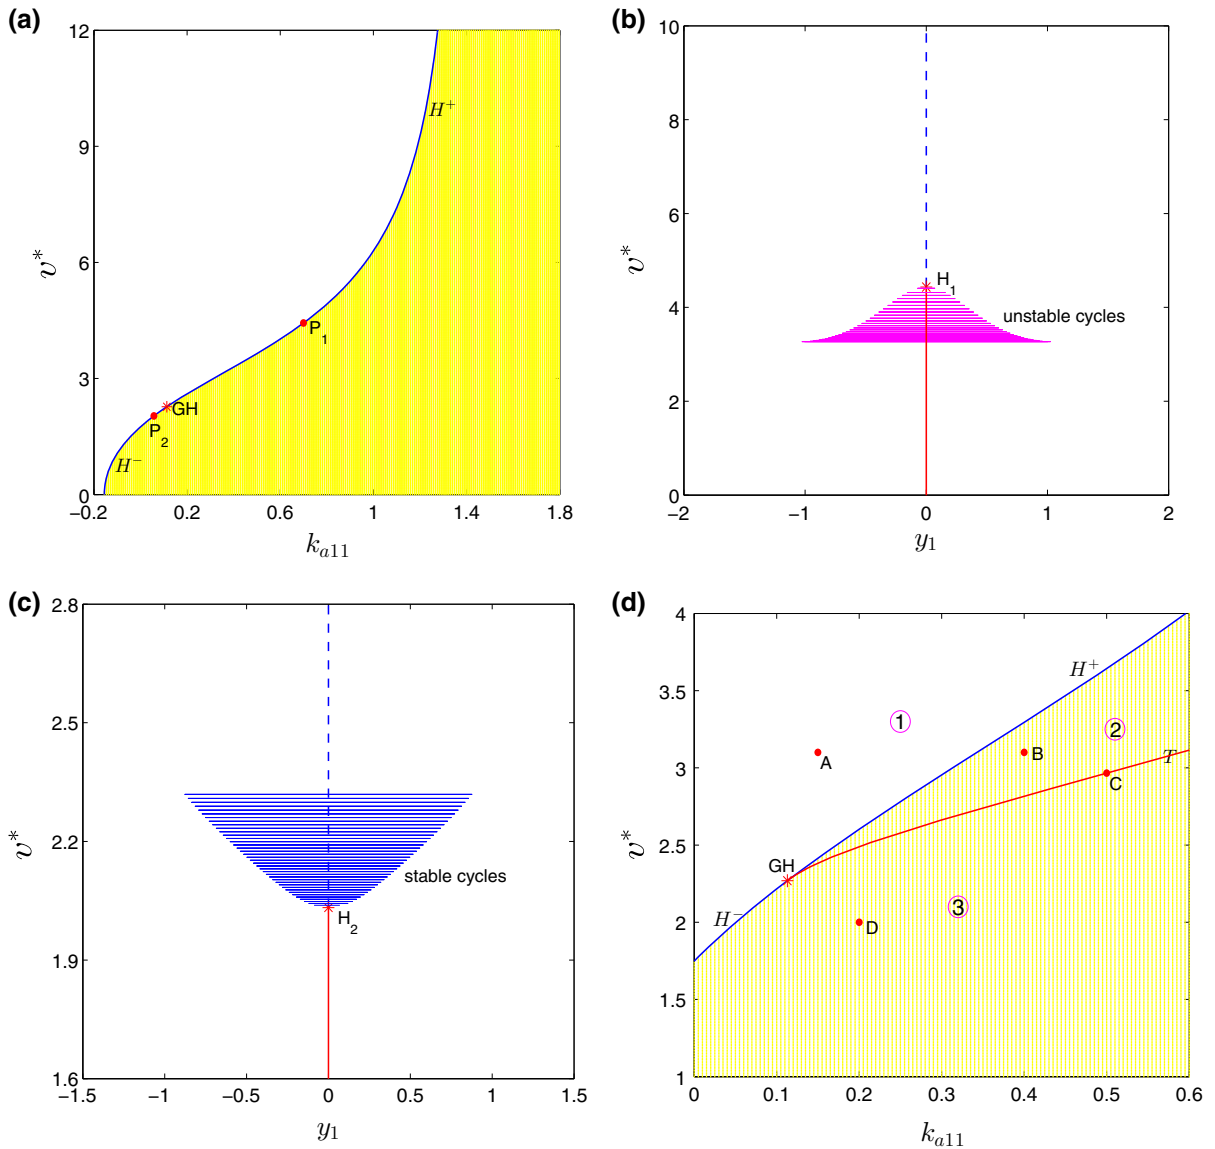 (a)
12
9
6
3
0
υ*
H⁺
P₁
GH
P₂
H⁻
−0.2 0.2 0.6 1 1.4 1.8
kₐ₁₁
(b)
10
8
6
4
2
0
υ*
H₁
unstable cycles
−2 −1 0 1 2
y₁
(c)
2.8
2.5
2.2
1.9
1.6
υ*
stable cycles
H₂
−1.5 −1 −0.5 0 0.5 1 1.5
y₁
(d)
4
3.5
3
2.5
2
1.5
1
υ*
H⁺
①
②
A
B
T
C
GH
③
H⁻
D
0 0.1 0.2 0.3 0.4 0.5 0.6
kₐ₁₁